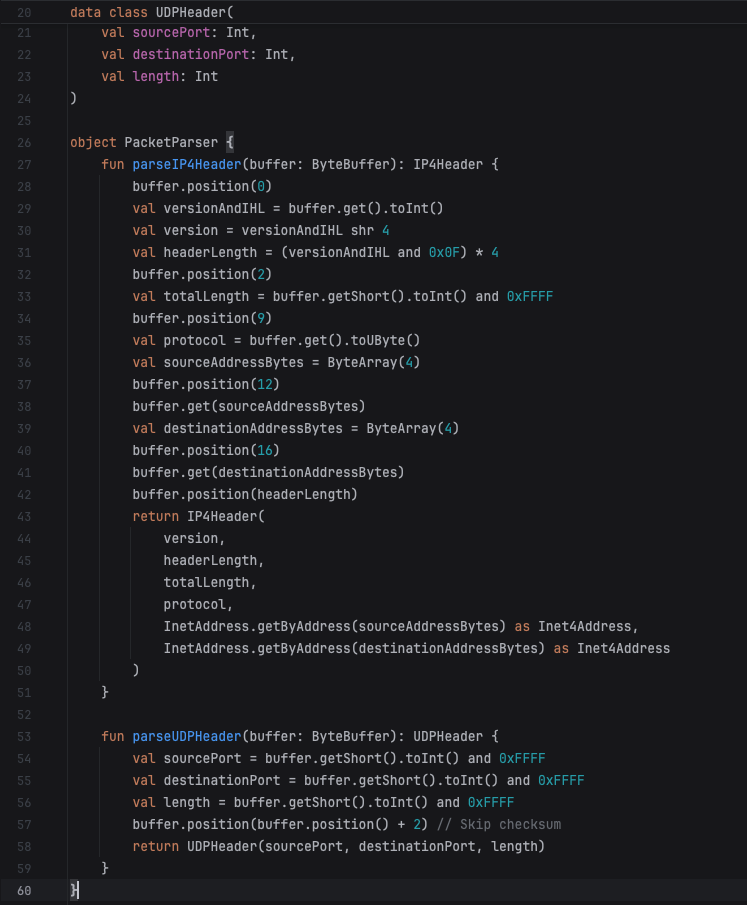 20 data class UDPHeader(
21     val sourcePort: Int,
22     val destinationPort: Int,
23     val length: Int
24 )
25
26 object PacketParser {
27     fun parseIP4Header(buffer: ByteBuffer): IP4Header {
28         buffer.position(0)
29         val versionAndIHL = buffer.get().toInt()
30         val version = versionAndIHL shr 4
31         val headerLength = (versionAndIHL and 0x0F) * 4
32         buffer.position(2)
33         val totalLength = buffer.getShort().toInt() and 0xFFFF
34         buffer.position(9)
35         val protocol = buffer.get().toUByte()
36         val sourceAddressBytes = ByteArray(4)
37         buffer.position(12)
38         buffer.get(sourceAddressBytes)
39         val destinationAddressBytes = ByteArray(4)
40         buffer.position(16)
41         buffer.get(destinationAddressBytes)
42         buffer.position(headerLength)
43         return IP4Header(
44             version,
45             headerLength,
46             totalLength,
47             protocol,
48             InetAddress.getByAddress(sourceAddressBytes) as Inet4Address,
49             InetAddress.getByAddress(destinationAddressBytes) as Inet4Address
50         )
51     }
52
53     fun parseUDPHeader(buffer: ByteBuffer): UDPHeader {
54         val sourcePort = buffer.getShort().toInt() and 0xFFFF
55         val destinationPort = buffer.getShort().toInt() and 0xFFFF
56         val length = buffer.getShort().toInt() and 0xFFFF
57         buffer.position(buffer.position() + 2) // Skip checksum
58         return UDPHeader(sourcePort, destinationPort, length)
59     }
60 }